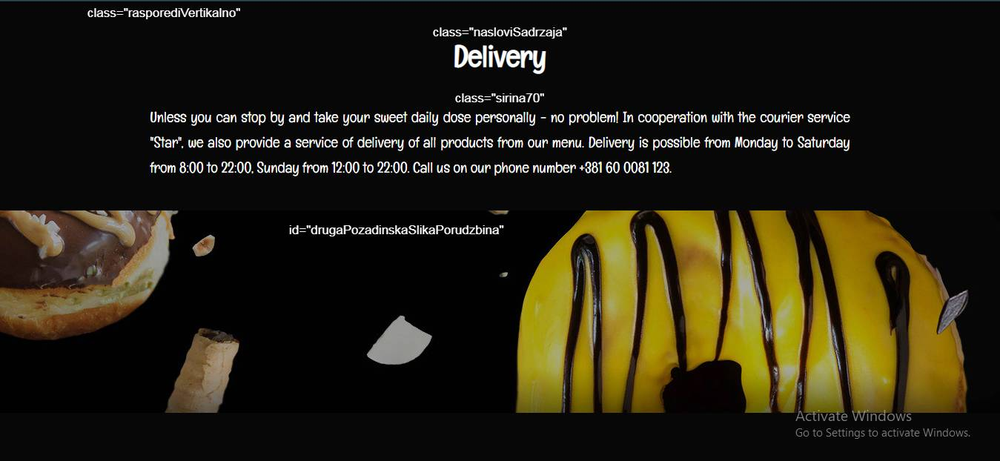 class="rasporediVertikalno"
class="nasloviSadrzaja"
Delivery
class="sirina70"
Unless you can stop by and take your sweet daily dose personally - no problem! In cooperation with the courier service
"Star", we also provide a service of delivery of all products from our menu. Delivery is possible from Monday to Saturday
from 8:00 to 22:00, Sunday from 12:00 to 22:00. Call us on our phone number +381 60 0081 123.
id="drugaPozadinskaSlikaPorudzbina"
Activate Windows
Go to Settings to activate Windows.